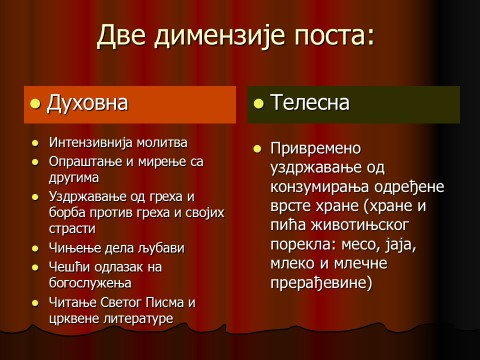 Две димензије поста:
Духовна
Интензивнија молитва
Опраштање и мирење са
другима
Уздржавање од греха и
борба против греха и својих
страсти
Чињење дела љубави
Чешћи одлазак на
богослужења
Читање Светог Писма и
црквене литературе
Телесна
Привремено
уздржавање од
конзумирања одређене
врсте хране (хране и
пића животињског
порекла: месо, јаја,
млеко и млечне
прерађевине)